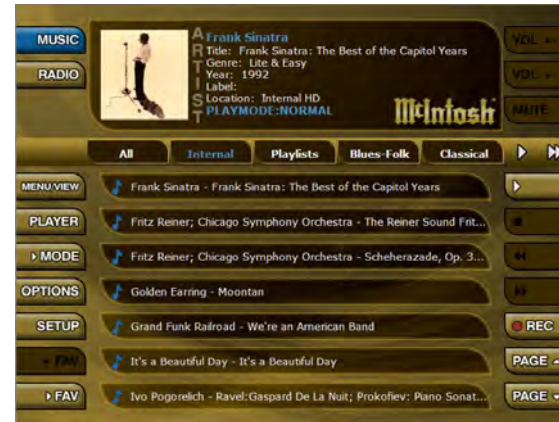 MUSIC
RADIO
ARTIST
Frank Sinatra
Title: Frank Sinatra: The Best of the Capitol Years
Genre: Lite & Easy
Year: 1992
Label:
Location: Internal HD
PLAYMODE:NORMAL
McIntosh
VOL
VOL
MUTE
All Internal Playlists Blues-Folk Classical
MENU/VIEW
Frank Sinatra - Frank Sinatra: The Best of the Capitol Years
PLAYER
Fritz Reiner; Chicago Symphony Orchestra - The Reiner Sound Frit...
MODE
Fritz Reiner; Chicago Symphony Orchestra - Scheherazade, Op. 3...
OPTIONS
Golden Earring - Moontan
SETUP
Grand Funk Railroad - We're an American Band
REC
+ FAV
It's a Beautiful Day - It's a Beautiful Day
PAGE
FAV
Ivo Pogorelich - Ravel:Gaspard De La Nuit; Prokofiev: Piano Sonat...
PAGE